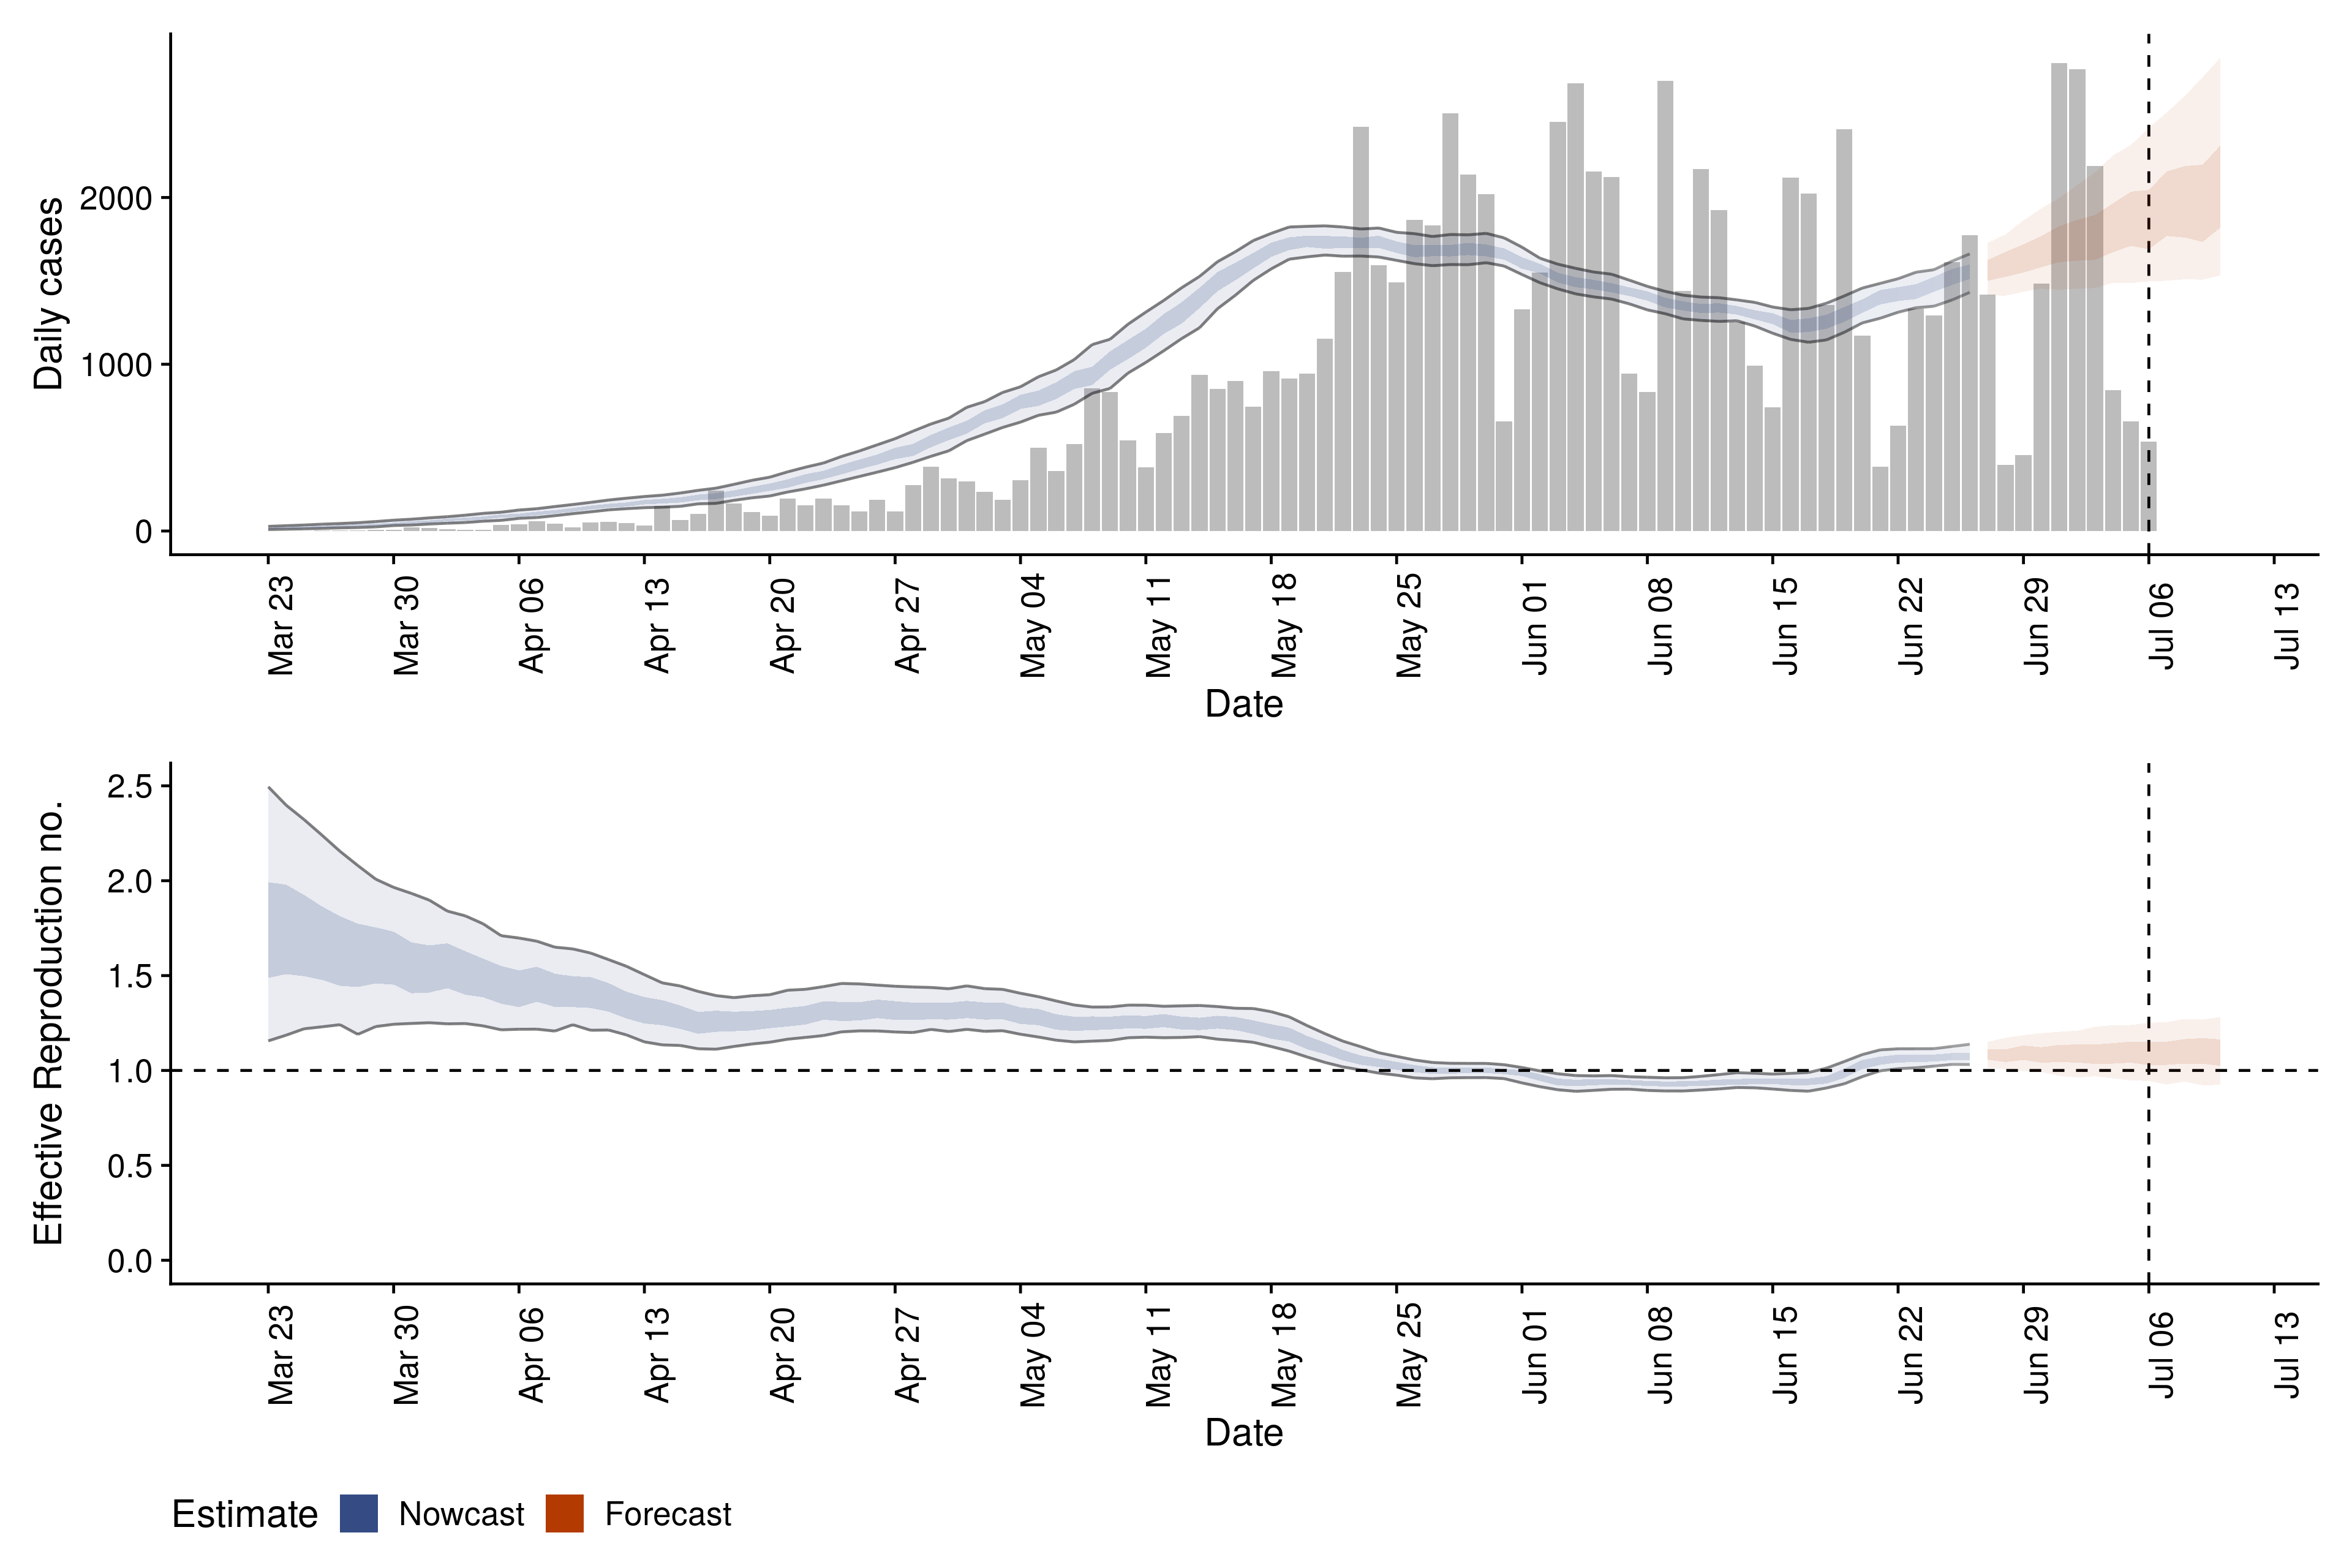 Daily cases
2000
1000
0
Mar 23
Mar 30
Apr 06
Apr 13
Apr 20
Apr 27
May 04
May 11
May 18
May 25
Jun 01
Jun 08
Jun 15
Jun 22
Jun 29
Jul 06
Jul 13
Date
Effective Reproduction no.
2.5
2.0
1.5
1.0
0.5
0.0
Mar 23
Mar 30
Apr 06
Apr 13
Apr 20
Apr 27
May 04
May 11
May 18
May 25
Jun 01
Jun 08
Jun 15
Jun 22
Jun 29
Jul 06
Jul 13
Date
Estimate Nowcast Forecast